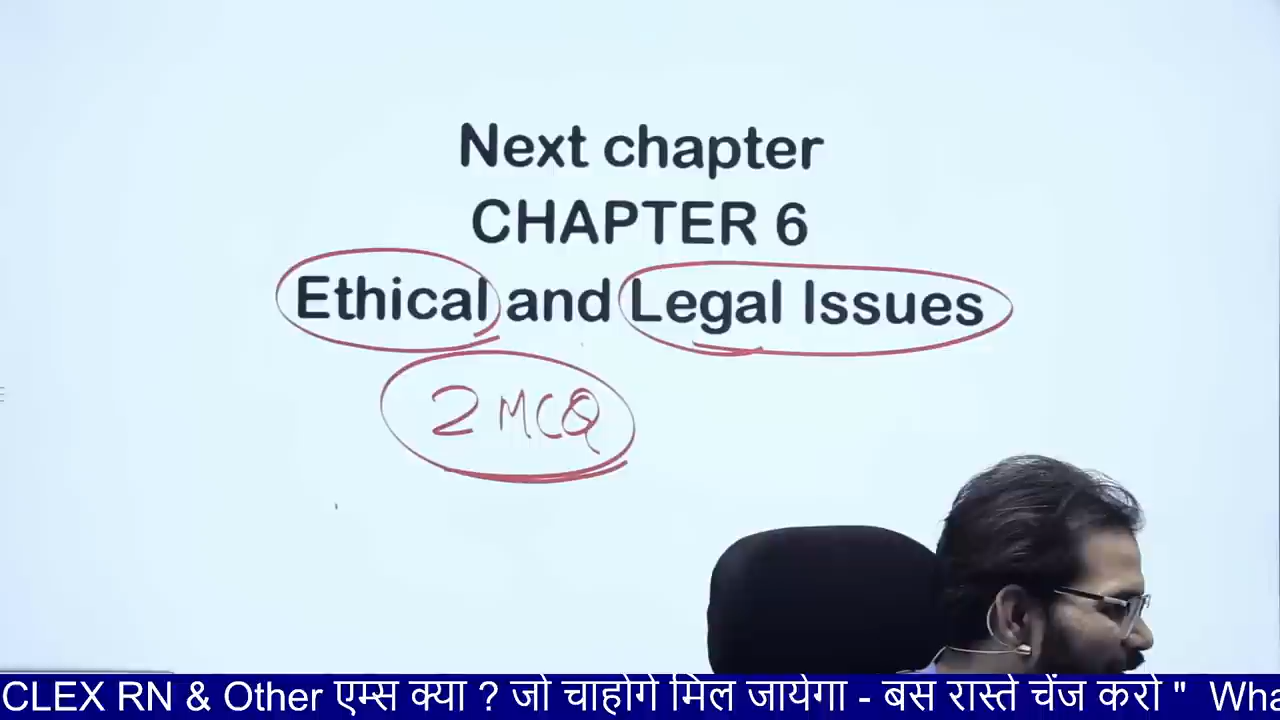 Next chapter
CHAPTER 6
Ethical and Legal Issues
2 MCQ
CLEX RN & Other एम्स क्या ? जो चाहोगे मिल जायेगा - बस रास्ते चेंज करो " Wha